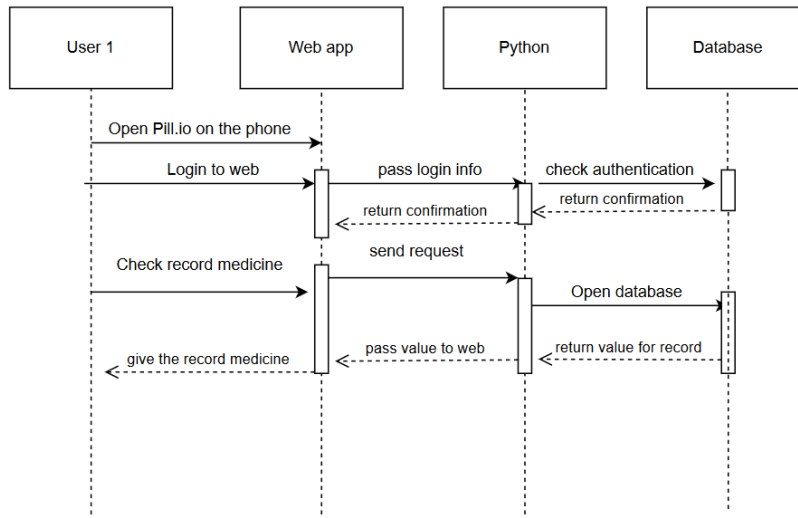 User 1
Web app
Python
Database
Open Pill.io on the phone
Login to web
pass login info
check authentication
return confirmation
return confirmation
Check record medicine
send request
Open database
give the record medicine
pass value to web
return value for record